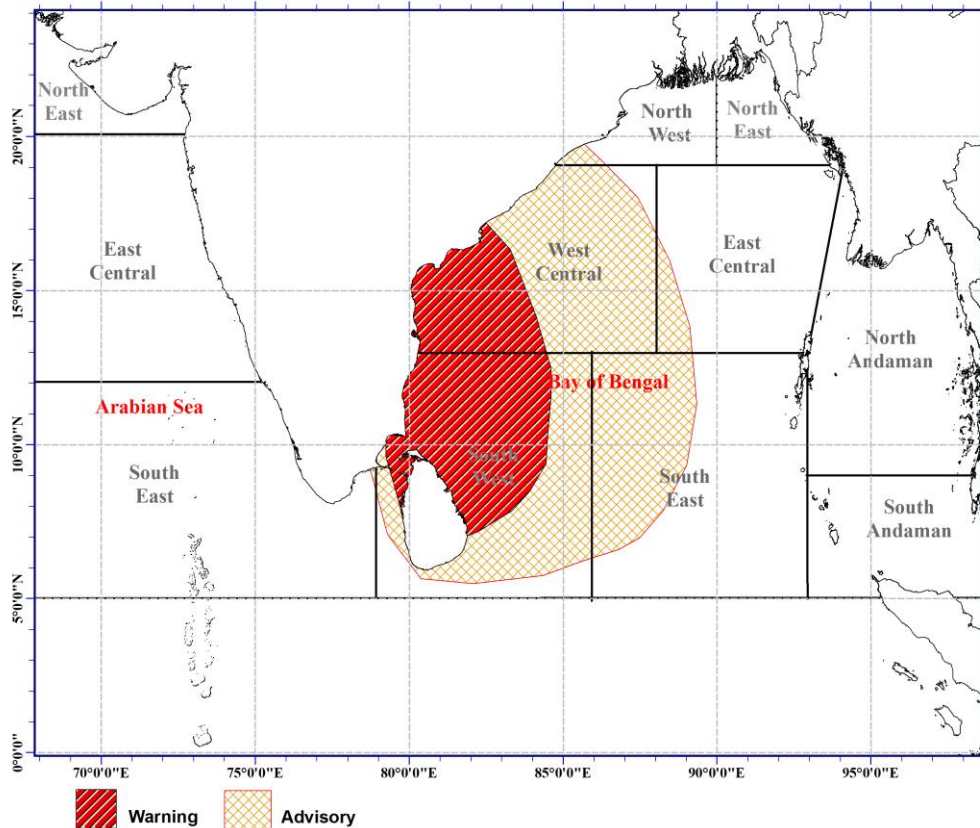 North
East
North
West
North
East
East
Central
West
Central
East
Central
North
Andaman
Arabian Sea
Bay of Bengal
South
East
South
West
South
East
South
Andaman
20°0'0"N
15°0'0"N
10°0'0"N
5°0'0"N
0°0'0"
70°0'0"E
75°0'0"E
80°0'0"E
85°0'0"E
90°0'0"E
95°0'0"E
Warning
Advisory